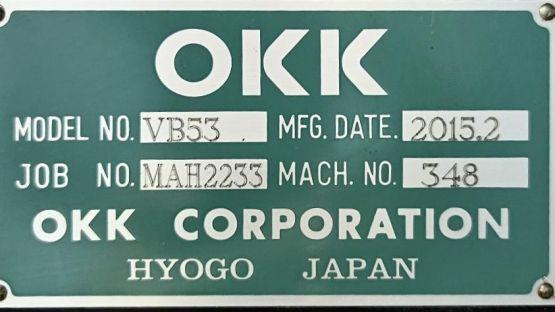 OKK
MODEL NO. VB53 MFG. DATE. 2015.2
JOB NO. MAH2233 MACH. NO. 348
OKK CORPORATION
HYOGO JAPAN